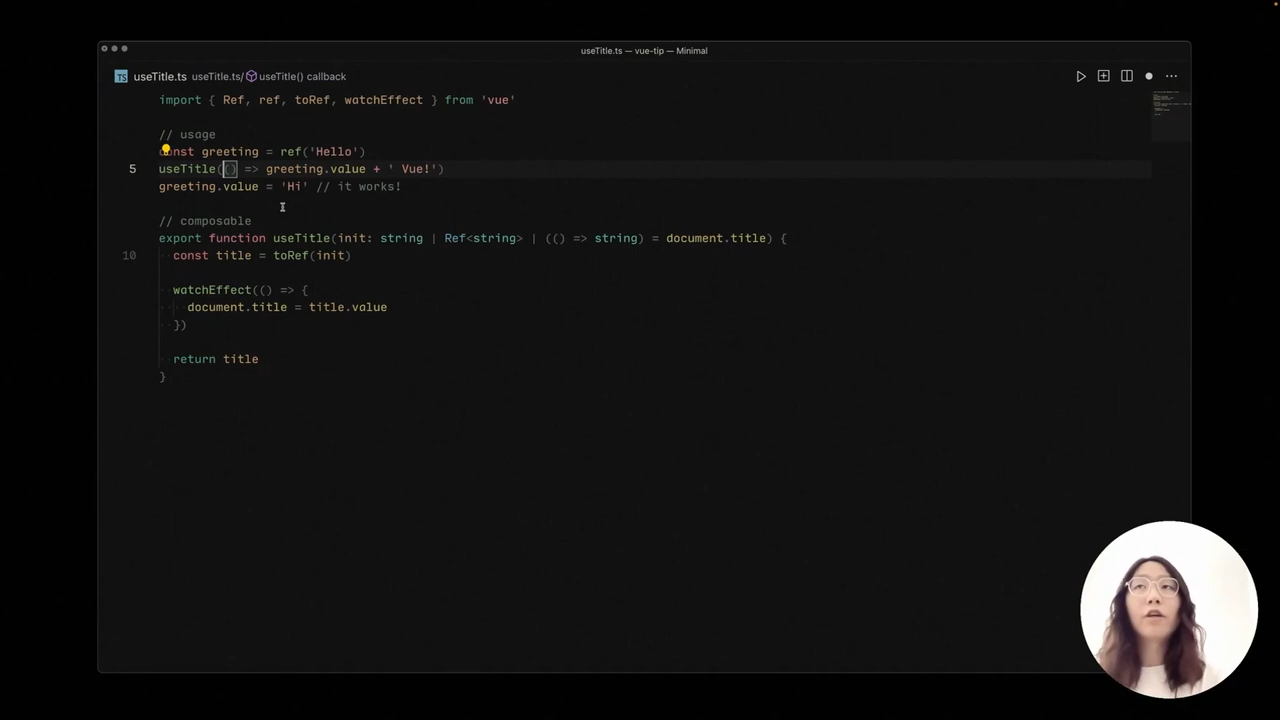 useTitle.ts — vue-tip — Minimal
TS useTitle.ts useTitle.ts/ useTitle() callback
import { Ref, ref, toRef, watchEffect } from 'vue'
// usage
const greeting = ref('Hello')
5 useTitle(() => greeting.value + ' Vue!')
greeting.value = 'Hi' // it works!
// composable
export function useTitle(init: string | Ref<string> | (() => string) = document.title) {
10 const title = toRef(init)
watchEffect(() => {
document.title = title.value
})
return title
}